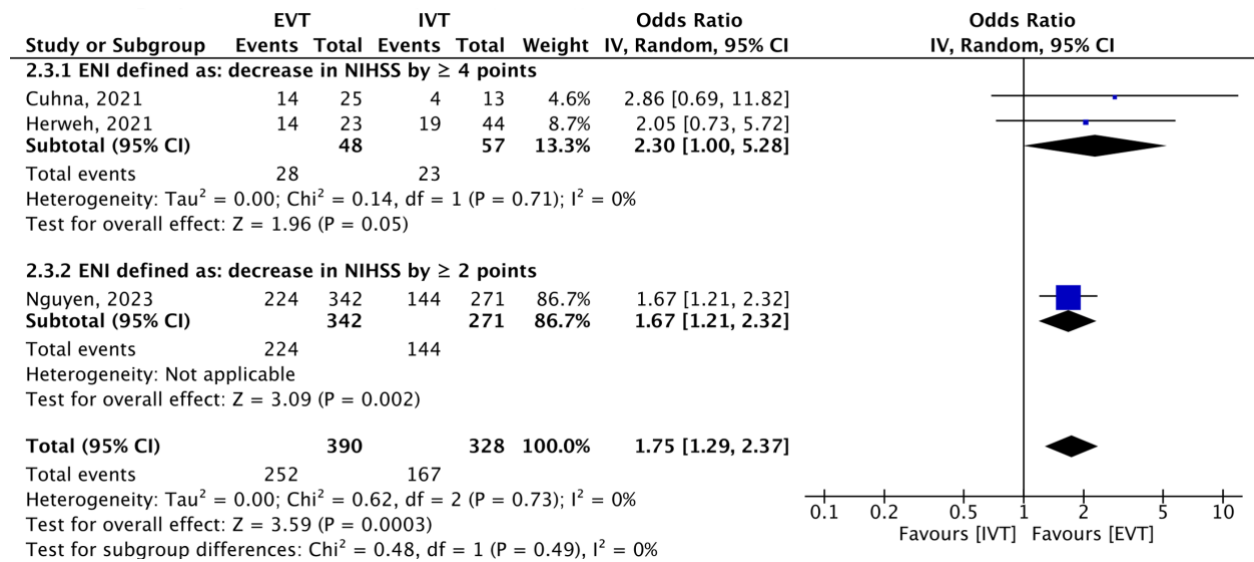 EVT IVT Odds Ratio Odds Ratio
Study or Subgroup Events Total Events Total Weight IV, Random, 95% CI IV, Random, 95% CI
2.3.1 ENI defined as: decrease in NIHSS by ≥ 4 points
Cuhna, 2021 14 25 4 13 4.6% 2.86 [0.69, 11.82]
Herweh, 2021 14 23 19 44 8.7% 2.05 [0.73, 5.72]
Subtotal (95% CI) 48 57 13.3% 2.30 [1.00, 5.28]
Total events 28 23
Heterogeneity: Tau² = 0.00; Chi² = 0.14, df = 1 (P = 0.71); I² = 0%
Test for overall effect: Z = 1.96 (P = 0.05)
2.3.2 ENI defined as: decrease in NIHSS by ≥ 2 points
Nguyen, 2023 224 342 144 271 86.7% 1.67 [1.21, 2.32]
Subtotal (95% CI) 342 271 86.7% 1.67 [1.21, 2.32]
Total events 224 144
Heterogeneity: Not applicable
Test for overall effect: Z = 3.09 (P = 0.002)
Total (95% CI) 390 328 100.0% 1.75 [1.29, 2.37]
Total events 252 167
Heterogeneity: Tau² = 0.00; Chi² = 0.62, df = 2 (P = 0.73); I² = 0%
Test for overall effect: Z = 3.59 (P = 0.0003)
Test for subgroup differences: Chi² = 0.48, df = 1 (P = 0.49), I² = 0%
0.1 0.2 0.5 1 2 5 10
Favours [IVT] Favours [EVT]